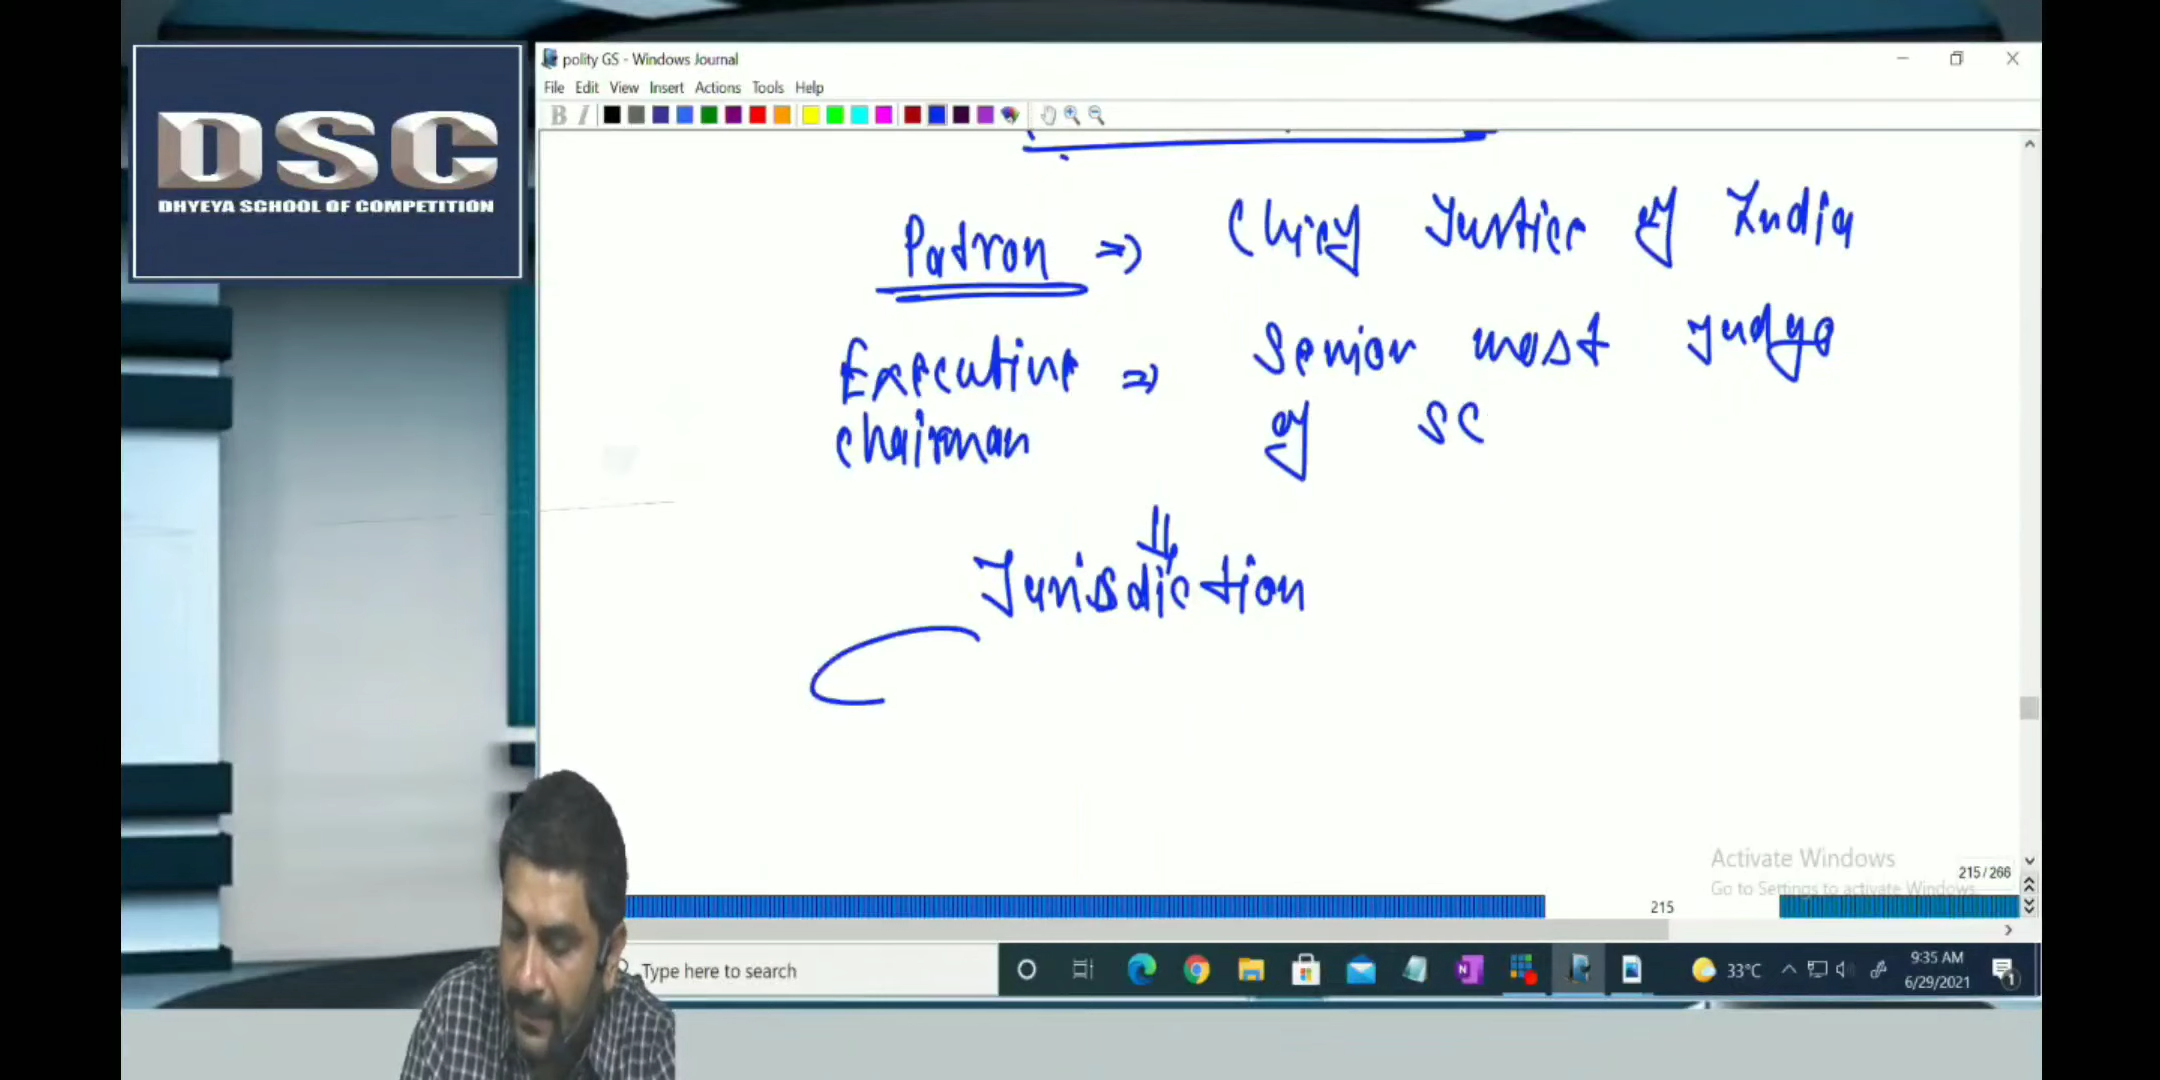 DSC
DHYEYA SCHOOL OF COMPETITION
polity GS - Windows Journal
File Edit View Insert Actions Tools Help
B I
Patron ⇒ Chief Justice of India
Executive ⇒ Senior most judge
chairman of SC
Jurisdiction
Activate Windows
Go to Settings to activate Windows.
215/266
215
Type here to search
33°C
9:35 AM
6/29/2021
1